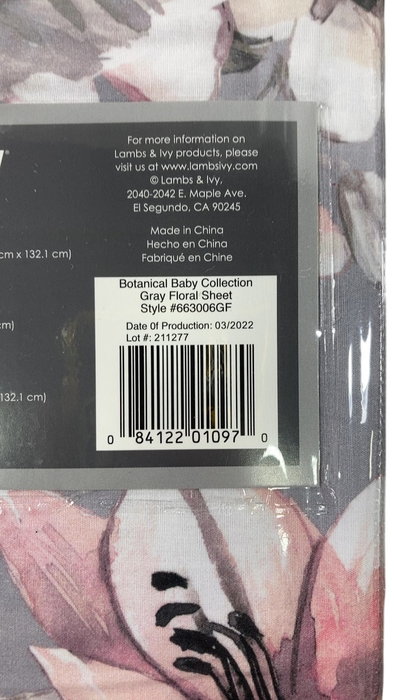 For more information on
Lambs & Ivy products, please
visit us at www.lambsivy.com
© Lambs & Ivy,
2040-2042 E. Maple Ave.
El Segundo, CA 90245
Made in China
Hecho en China
Fabriqué en Chine
cm x 132.1 cm)
cm)
132.1 cm)
Botanical Baby Collection
Gray Floral Sheet
Style #663006GF
Date Of Production: 03/2022
Lot #: 211277
0 84122 01097 0